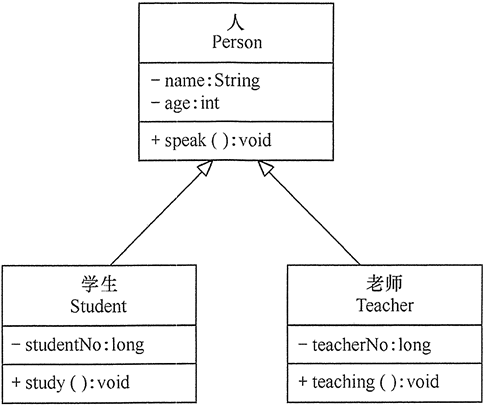 人
Person
- name:String
- age:int
+ speak ( ):void
学生
Student
- studentNo:long
+ study ( ):void
老师
Teacher
- teacherNo:long
+ teaching ( ):void